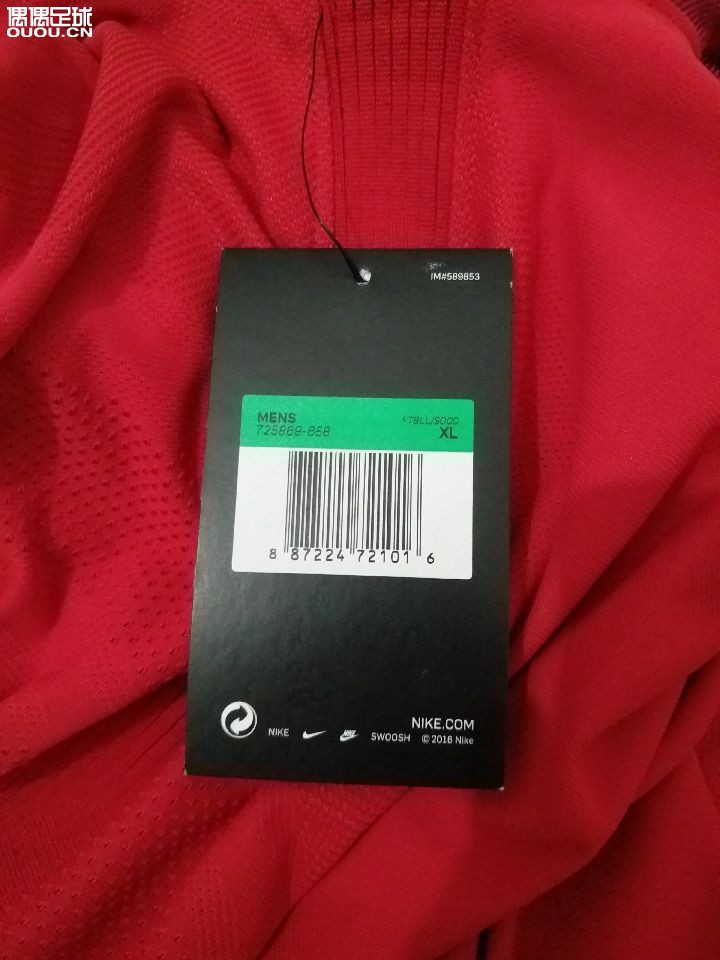 偶偶足球
OUOU.CN
IM#589853
MENS
FTBLL/SOCC
725869-658
XL
8 87224 72101 6
NIKE
SWOOSH
NIKE.COM
© 2016 Nike